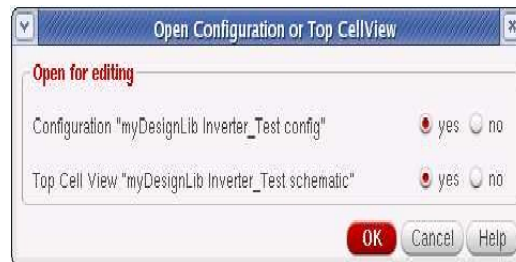 Open Configuration or Top CellView
Open for editing
Configuration "myDesignLib Inverter_Test config" yes no
Top Cell View "myDesignLib Inverter_Test schematic" yes no
OK Cancel Help